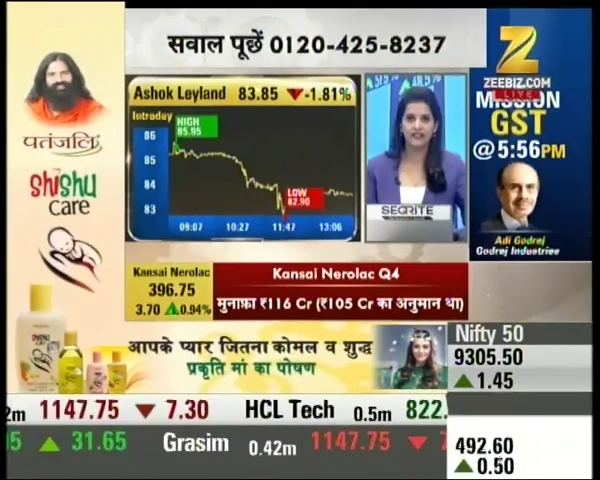 सवाल पूछें 0120-425-8237
ZEEBIZ.COM
LIVE
पतंजलि
Shishu
care
Ashok Leyland 83.85 ▼-1.81%
Intraday
86
85
84
83
HIGH
85.95
LOW
82.90
09:07 10:27 11:47 13:06
SEQRITE
MISSION
GST
@5:56PM
Adi Godrej
Godrej Industries
Kansai Nerolac
396.75
3.70 ▲0.94%
Kansai Nerolac Q4
मुनाफ़ा ₹116 Cr (₹105 Cr का अनुमान था)
आपके प्यार जितना कोमल व शुद्ध
प्रकृति मां का पोषण
Nifty 50
9305.50
▲ 1.45
2m 1147.75 ▼ 7.30 HCL Tech 0.5m 822.
5 ▲ 31.65 Grasim 0.42m 1147.75 ▼ 7
492.60
▲ 0.50